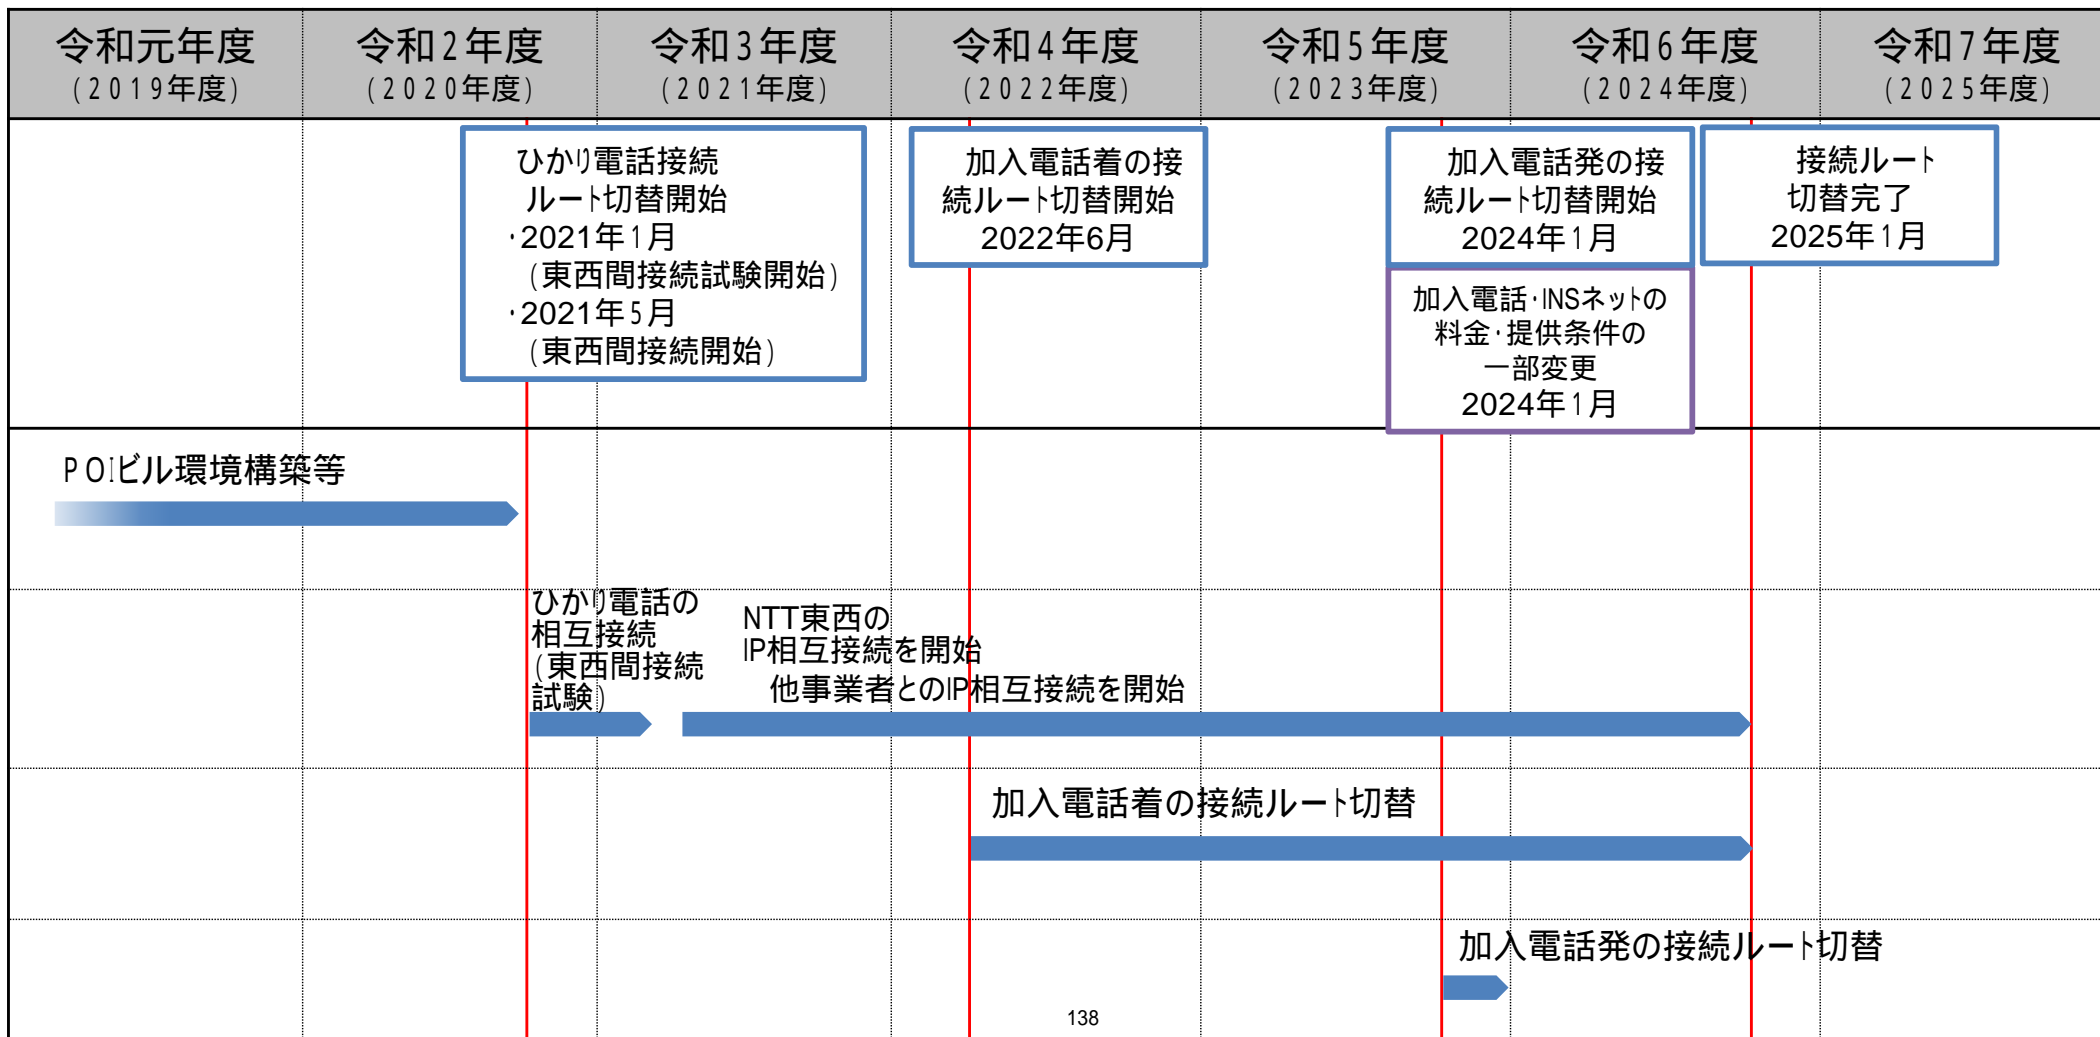 令和元年度
(2019年度)
令和2年度
(2020年度)
令和3年度
(2021年度)
令和4年度
(2022年度)
令和5年度
(2023年度)
令和6年度
(2024年度)
令和7年度
(2025年度)
ひかり電話接続
ルート切替開始
・2021年1月
(東西間接続試験開始)
・2021年5月
(東西間接続開始)
加入電話着の接
続ルート切替開始
2022年6月
加入電話発の接
続ルート切替開始
2024年1月
接続ルート
切替完了
2025年1月
加入電話・INSネットの
料金・提供条件の
一部変更
2024年1月
POIビル環境構築等
ひかり電話の
相互接続
(東西間接続
試験)
NTT東西の
IP相互接続を開始
他事業者とのIP相互接続を開始
加入電話着の接続ルート切替
加入電話発の接続ルート切替
138